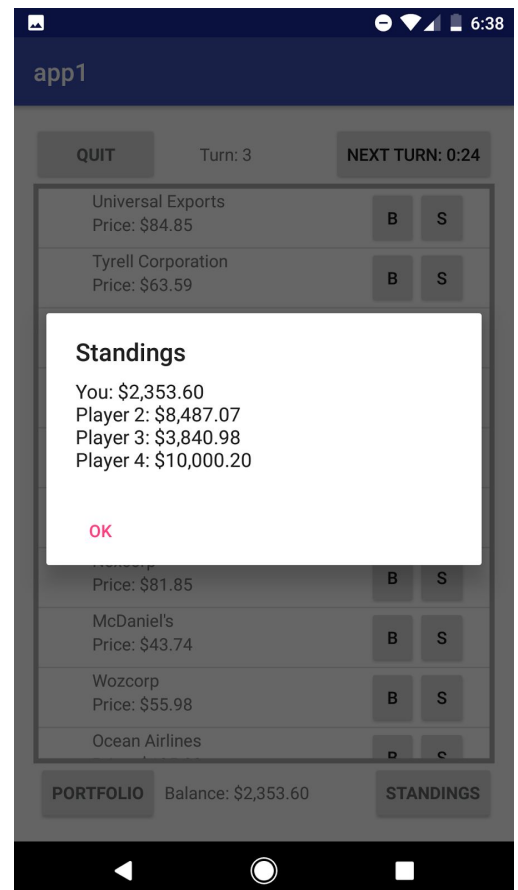 6:38
app1
QUIT
Turn: 3
NEXT TURN: 0:24
Universal Exports
Price: $84.85
B S
Tyrell Corporation
Price: $63.59
B S
Standings
You: $2,353.60
Player 2: $8,487.07
Player 3: $3,840.98
Player 4: $10,000.20
OK
Price: $81.85
B S
McDaniel's
Price: $43.74
B S
Wozcorp
Price: $55.98
B S
Ocean Airlines
B S
PORTFOLIO
Balance: $2,353.60
STANDINGS